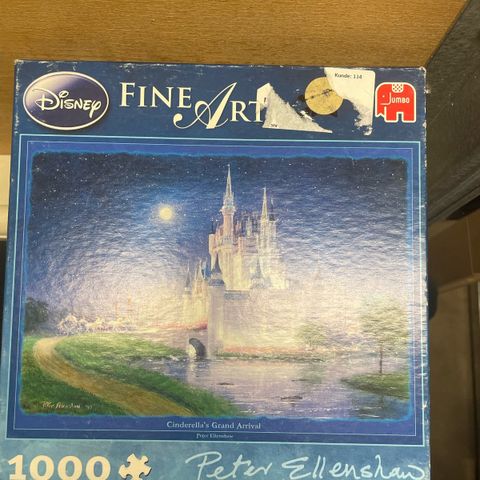 Disney
FINE ART
Kunde: 114
Jumbo
Cinderella's Grand Arrival
Peter Ellenshaw
1000
Peter Ellenshaw